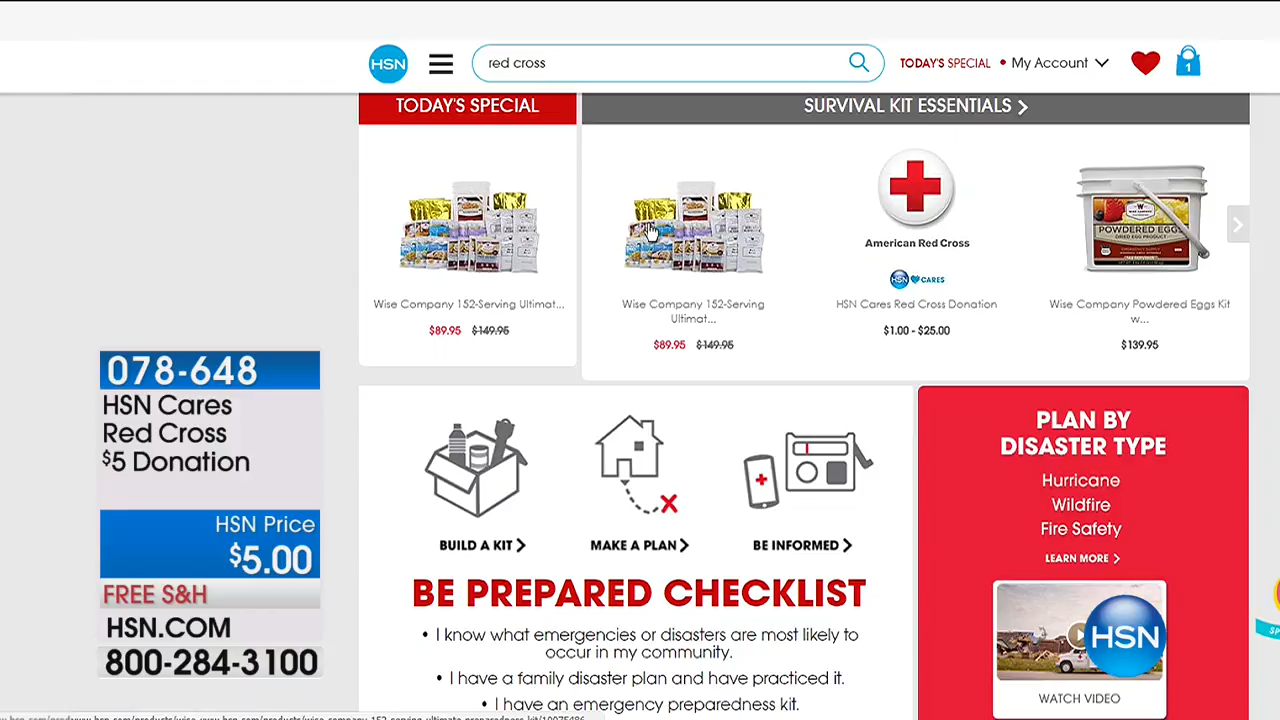 HSN
red cross
TODAY'S SPECIAL
My Account
1
TODAY'S SPECIAL
SURVIVAL KIT ESSENTIALS
Wise Company 152-Serving Ultimat...
$89.95 $149.95
Wise Company 152-Serving
Ultimat...
$89.95 $149.95
American Red Cross
HSN CARES
HSN Cares Red Cross Donation
$1.00 - $25.00
WISE COMPANY
POWDERED EGGS
Wise Company Powdered Eggs Kit
w...
$139.95
078-648
HSN Cares
Red Cross
$5 Donation
HSN Price
$5.00
FREE S&H
HSN.COM
800-284-3100
BUILD A KIT
MAKE A PLAN
BE INFORMED
BE PREPARED CHECKLIST
• I know what emergencies or disasters are most likely to
occur in my community.
• I have a family disaster plan and have practiced it.
• I have an emergency preparedness kit.
PLAN BY
DISASTER TYPE
Hurricane
Wildfire
Fire Safety
LEARN MORE
HSN
WATCH VIDEO